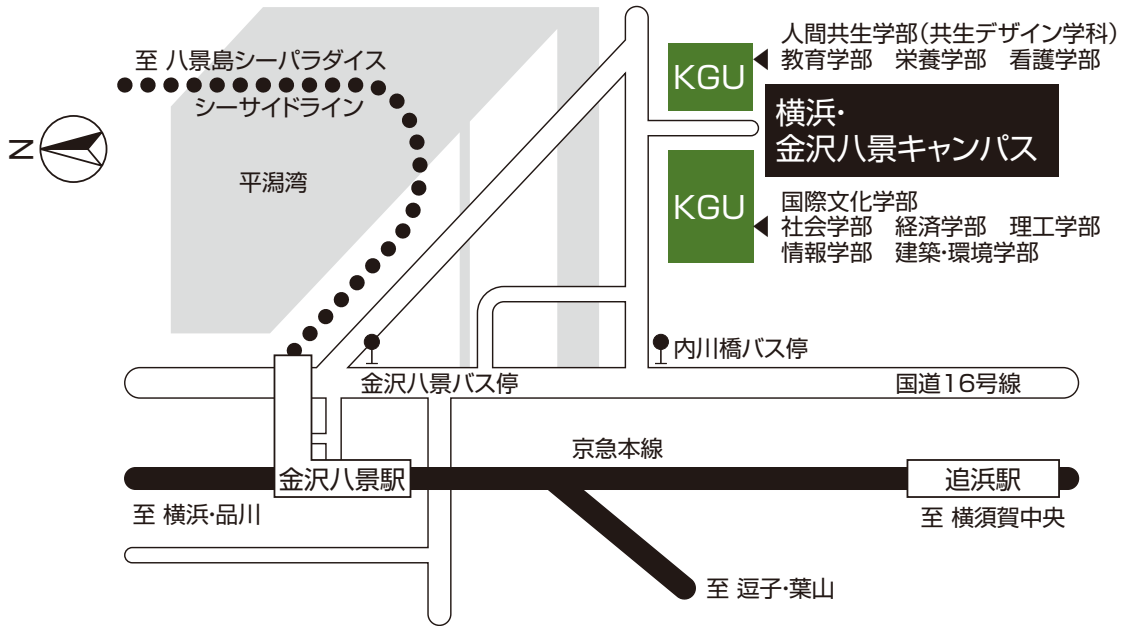 人間共生学部(共生デザイン学科)
教育学部 栄養学部 看護学部
至 八景島シーパラダイス
シーサイドライン
KGU
横浜・
金沢八景キャンパス
N
平潟湾
KGU
国際文化学部
社会学部 経済学部 理工学部
情報学部 建築・環境学部
内川橋バス停
金沢八景バス停
国道16号線
京急本線
金沢八景駅
追浜駅
至 横浜・品川
至 横須賀中央
至 逗子・葉山